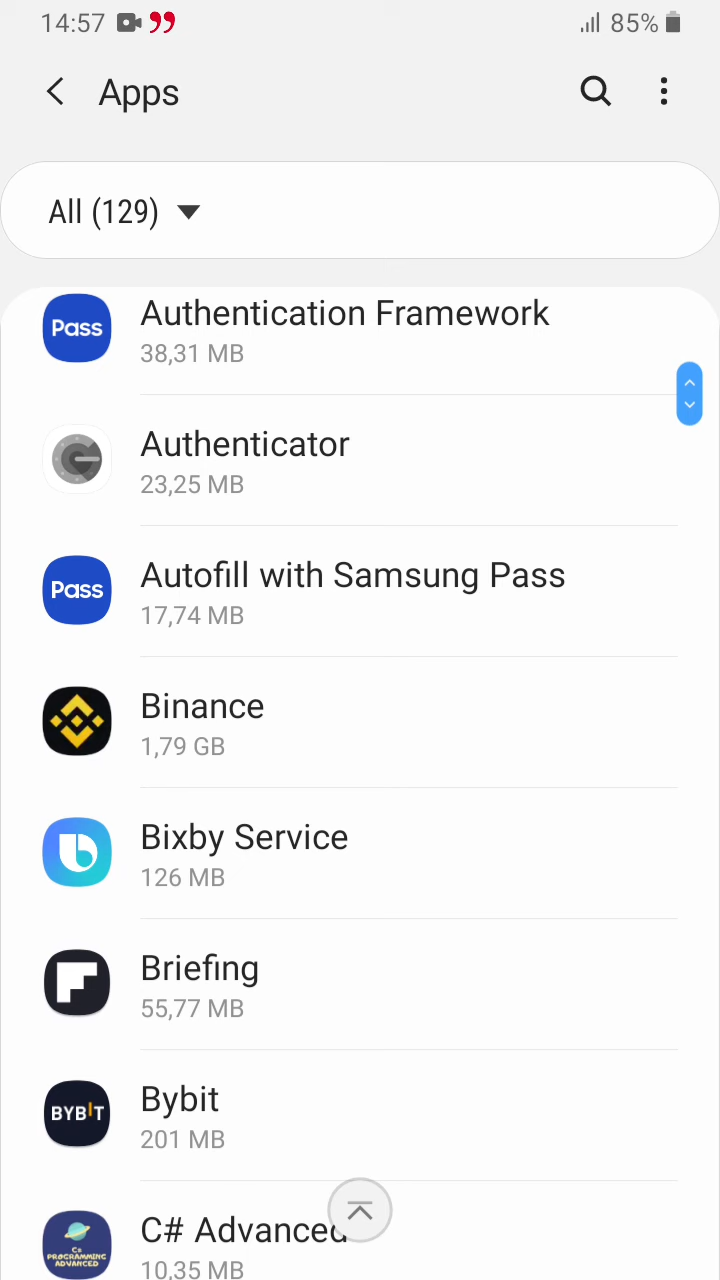 14:57 85%
Apps
All (129)
Pass
Authentication Framework
38,31 MB
Authenticator
23,25 MB
Pass
Autofill with Samsung Pass
17,74 MB
Binance
1,79 GB
Bixby Service
126 MB
Briefing
55,77 MB
BYBIT
Bybit
201 MB
C# Advanced
C#
PROGRAMMING
ADVANCED
10,35 MB